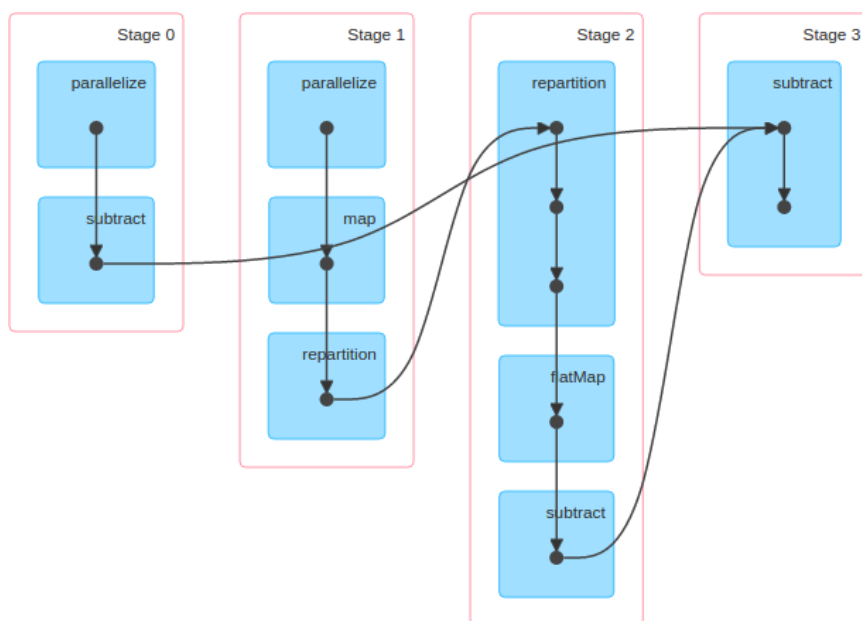 Stage 0
parallelize
subtract
Stage 1
parallelize
map
repartition
Stage 2
repartition
flatMap
subtract
Stage 3
subtract